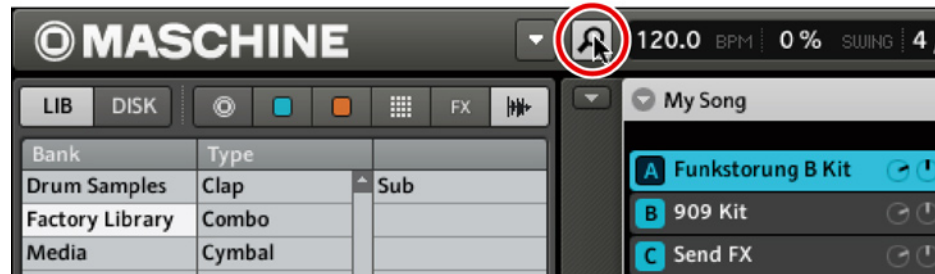 MASCHINE
120.0 BPM 0 % SWING 4
LIB DISK FX
My Song
Bank Type
Drum Samples Clap Sub
Factory Library Combo
Media Cymbal
A Funkstorung B Kit
B 909 Kit
C Send FX